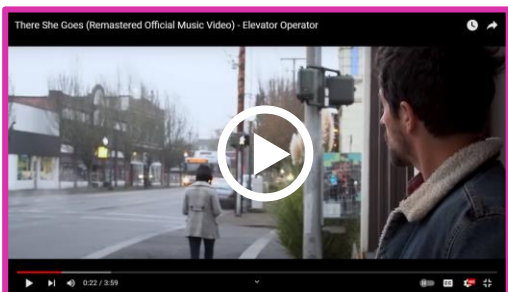 There She Goes (Remastered Official Music Video) - Elevator Operator
0:22 / 3:59